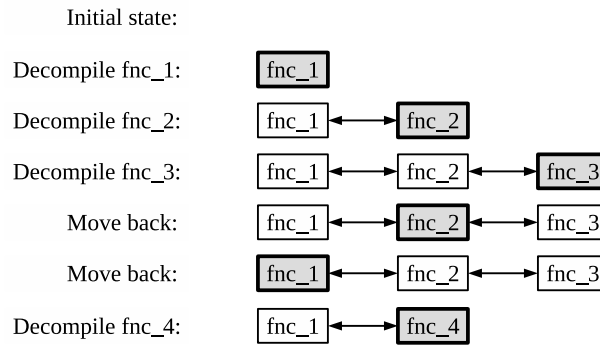 Initial state:
Decompile fnc_1: fnc_1
Decompile fnc_2: fnc_1 fnc_2
Decompile fnc_3: fnc_1 fnc_2 fnc_3
Move back: fnc_1 fnc_2 fnc_3
Move back: fnc_1 fnc_2 fnc_3
Decompile fnc_4: fnc_1 fnc_4